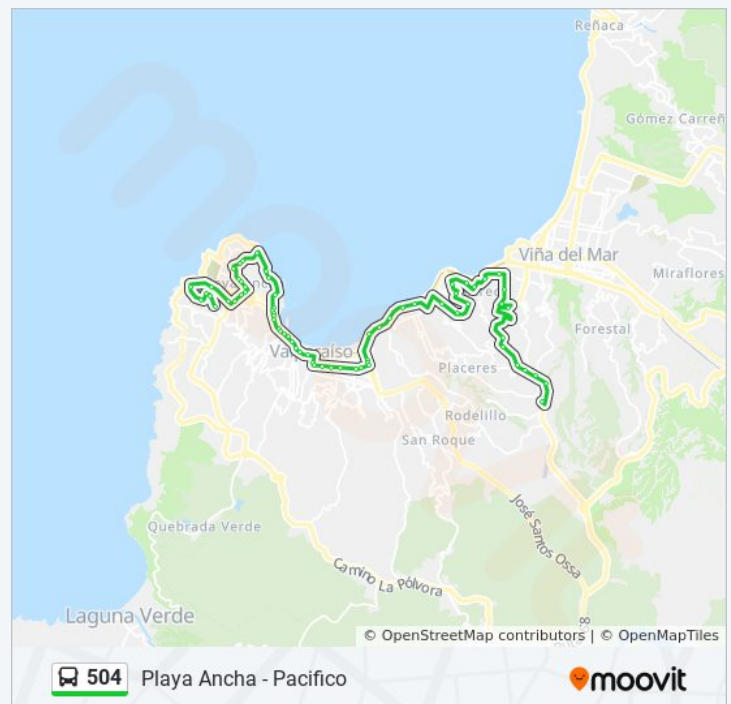 Reñaca
Gómez Carreñ
Viña del Mar
Miraflores
Forestal
Valparaíso
Placeres
Rodelillo
San Roque
José Santos Ossa
Quebrada Verde
Camino La Pólvora
Laguna Verde
© OpenStreetMap contributors | © OpenMapTiles
504 Playa Ancha - Pacifico
moovit